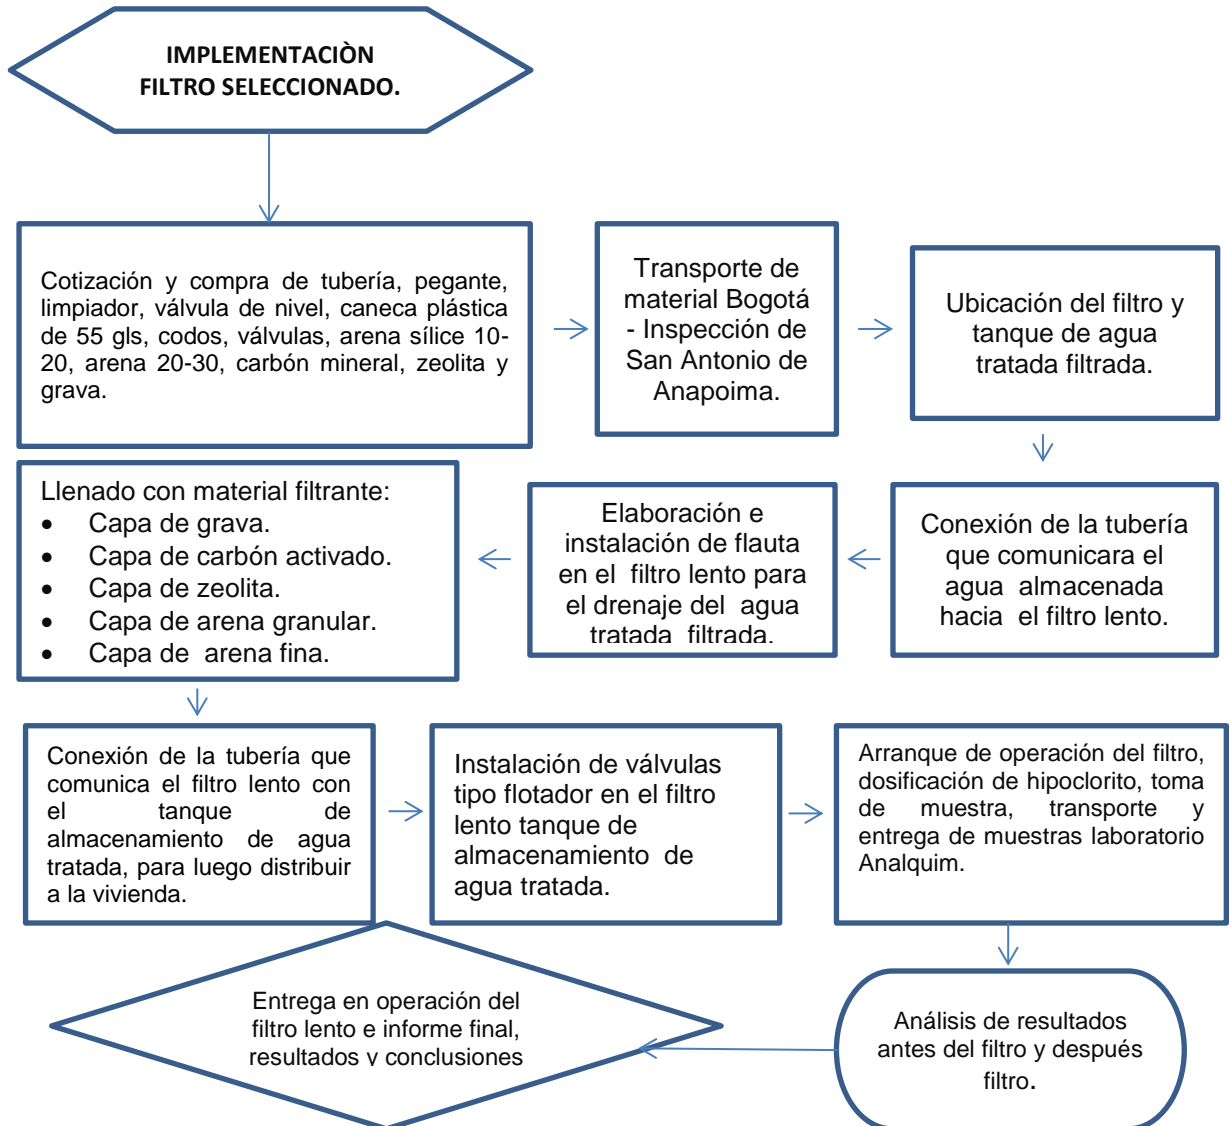 IMPLEMENTACIÒN
FILTRO SELECCIONADO.
Cotización y compra de tubería, pegante,
limpiador, válvula de nivel, caneca plástica
de 55 gls, codos, válvulas, arena sílice 10-
20, arena 20-30, carbón mineral, zeolita y
grava.
Transporte de
material Bogotá
- Inspección de
San Antonio de
Anapoima.
Ubicación del filtro y
tanque de agua
tratada filtrada.
Conexión de la tubería
que comunicara el
agua almacenada
hacia el filtro lento.
Elaboración e
instalación de flauta
en el filtro lento para
el drenaje del agua
tratada filtrada.
Llenado con material filtrante:
• Capa de grava.
• Capa de carbón activado.
• Capa de zeolita.
• Capa de arena granular.
• Capa de arena fina.
Conexión de la tubería que
comunica el filtro lento con
el tanque de
almacenamiento de agua
tratada, para luego distribuir
a la vivienda.
Instalación de válvulas
tipo flotador en el filtro
lento tanque de
almacenamiento de
agua tratada.
Arranque de operación del filtro,
dosificación de hipoclorito, toma
de muestra, transporte y
entrega de muestras laboratorio
Analquim.
Análisis de resultados
antes del filtro y después
filtro.
Entrega en operación del
filtro lento e informe final,
resultados y conclusiones